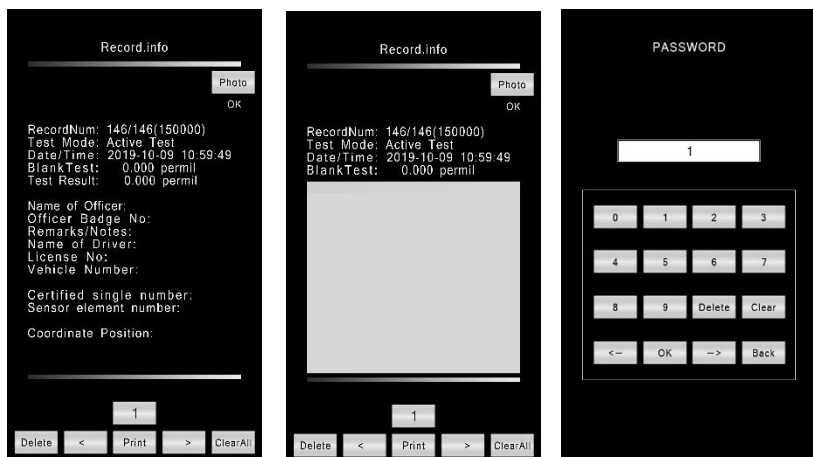 Record.info
Photo
OK
RecordNum: 146/146(150000)
Test Mode: Active Test
Date/Time: 2019-10-09 10:59:49
BlankTest: 0.000 permil
Test Result: 0.000 permil
Name of Officer:
Officer Badge No:
Remarks/Notes:
Name of Driver:
License No:
Vehicle Number:
Certified single number:
Sensor element number:
Coordinate Position:
1
Delete < Print > ClearAll
Record.info
Photo
OK
RecordNum: 146/146(150000)
Test Mode: Active Test
Date/Time: 2019-10-09 10:59:49
BlankTest: 0.000 permil
1
Delete < Print > ClearAll
PASSWORD
1
0 1 2 3
4 5 6 7
8 9 Delete Clear
<- OK -> Back